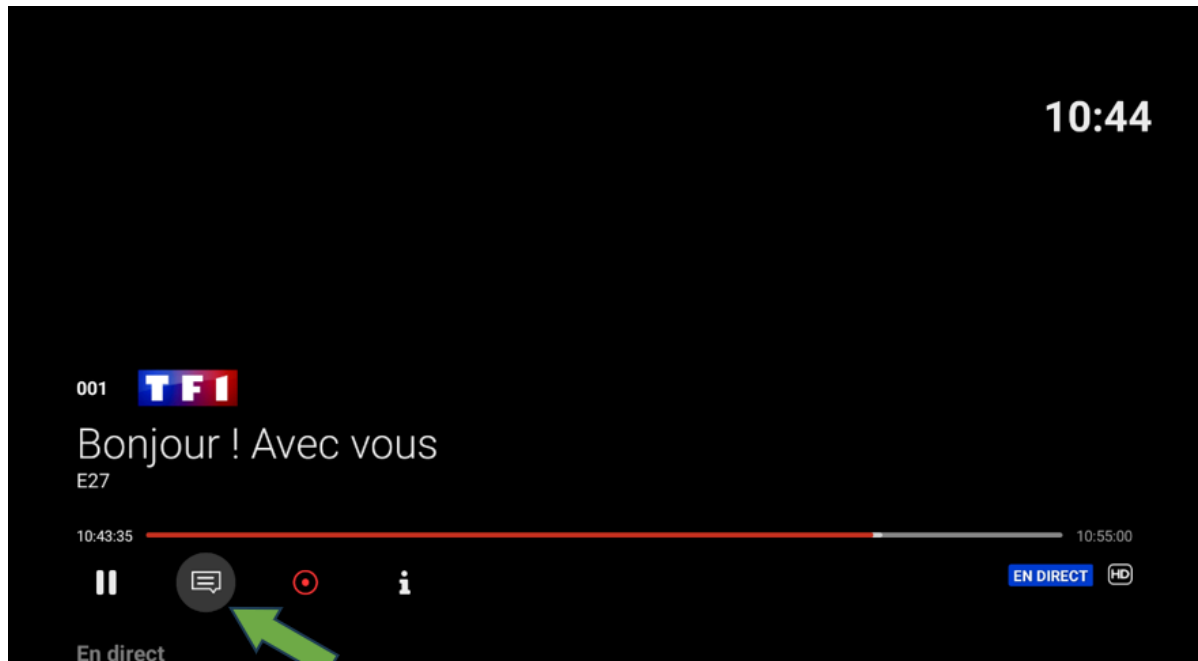 10:44
001 TF1
Bonjour ! Avec vous
E27
10:43:35 10:55:00
EN DIRECT HD
En direct